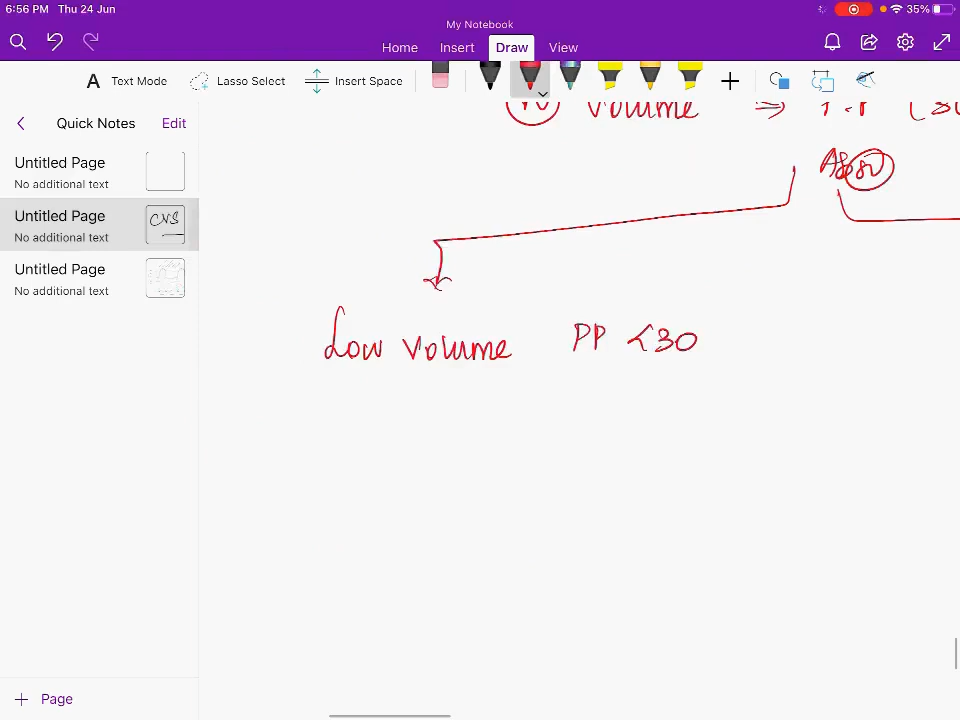 6:56 PM Thu 24 Jun
35%
My Notebook
Home Insert Draw View
Text Mode Lasso Select Insert Space
Quick Notes Edit
Volume ⇒
Untitled Page
No additional text
Untitled Page
No additional text
CNS
Untitled Page
No additional text
Low Volume PP <30
+ Page